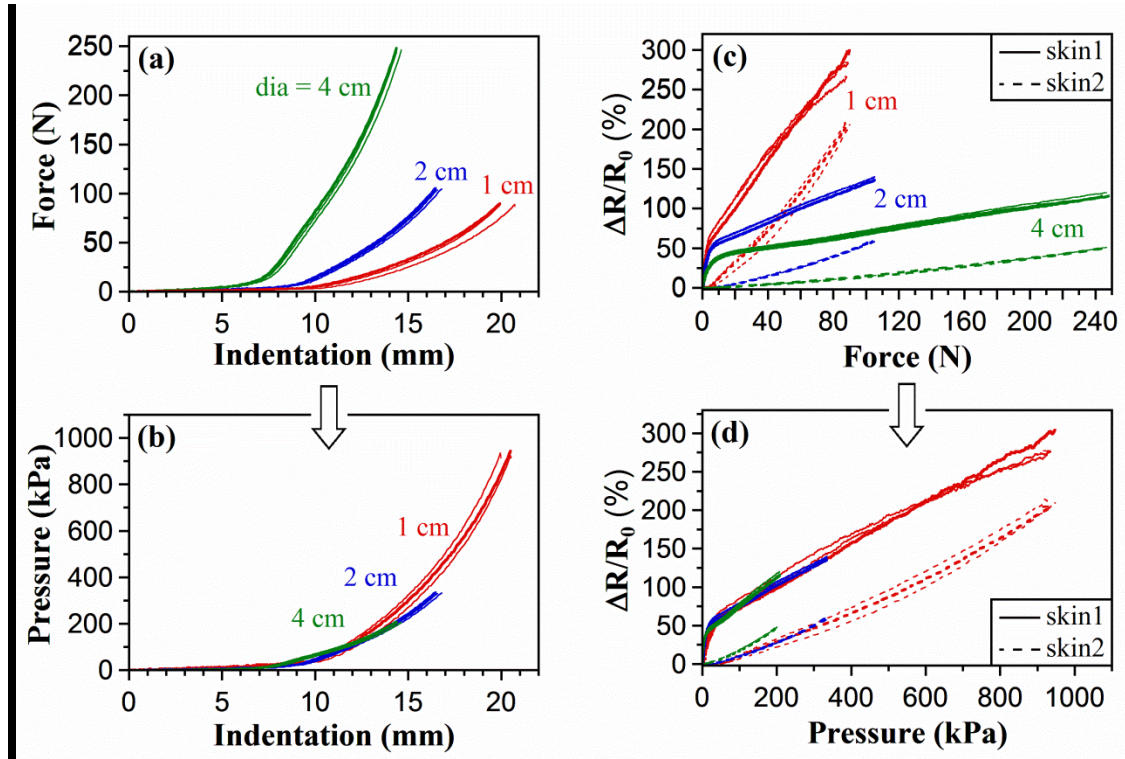 (a)
dia = 4 cm
2 cm
1 cm
Force (N)
250
200
150
100
50
0
0 5 10 15 20
Indentation (mm)
(c)
skin1
skin2
1 cm
2 cm
4 cm
ΔR/R₀ (%)
300
250
200
150
100
50
0
0 40 80 120 160 200 240
Force (N)
(b)
1 cm
2 cm
4 cm
Pressure (kPa)
1000
800
600
400
200
0
0 5 10 15 20
Indentation (mm)
(d)
skin1
skin2
ΔR/R₀ (%)
300
250
200
150
100
50
0
0 200 400 600 800 1000
Pressure (kPa)